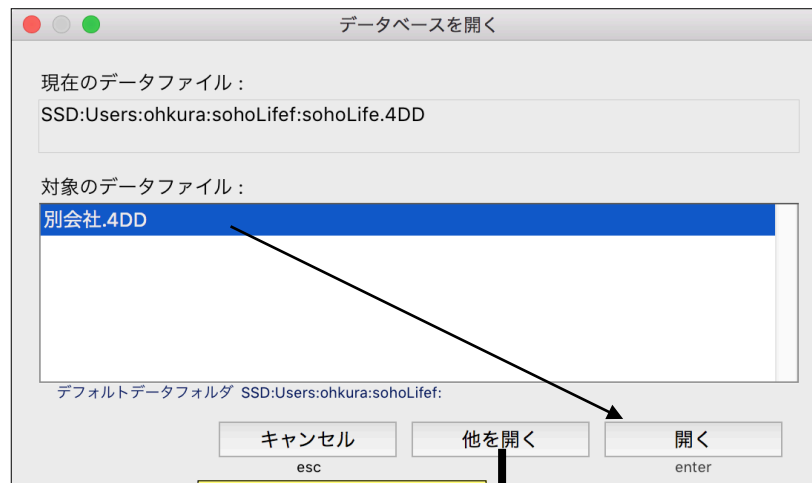 データベースを開く
現在のデータファイル :
SSD:Users:ohkura:sohoLifef:sohoLife.4DD
対象のデータファイル :
別会社.4DD
デフォルトデータフォルダ SSD:Users:ohkura:sohoLifef:
キャンセル 他を開く 開く
esc enter